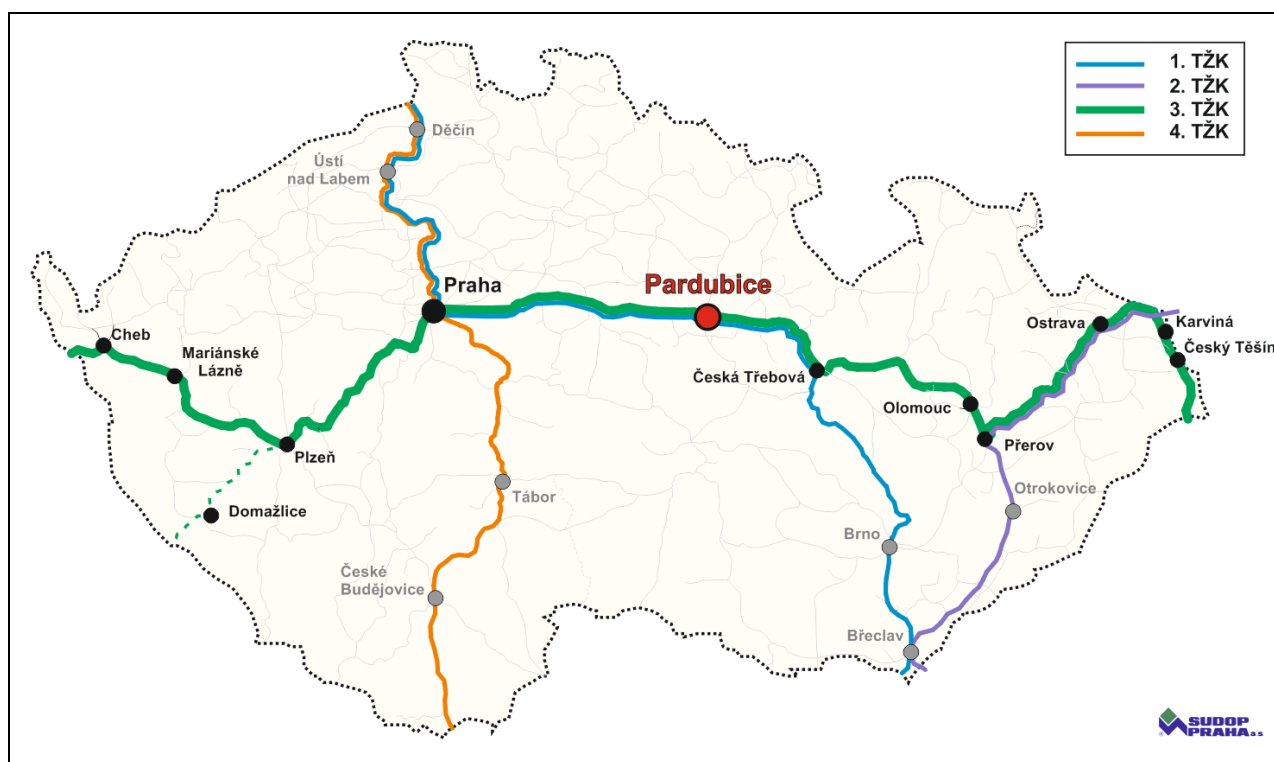 1. TŽK
2. TŽK
3. TŽK
4. TŽK
Děčín
Ústí
nad Labem
Praha
Pardubice
Cheb
Mariánské
Lázně
Plzeň
Domažlice
Tábor
České
Budějovice
Česká Třebová
Ostrava
Karviná
Český Těšín
Olomouc
Přerov
Otrokovice
Brno
Břeclav
SUDOP
PRAHA a.s